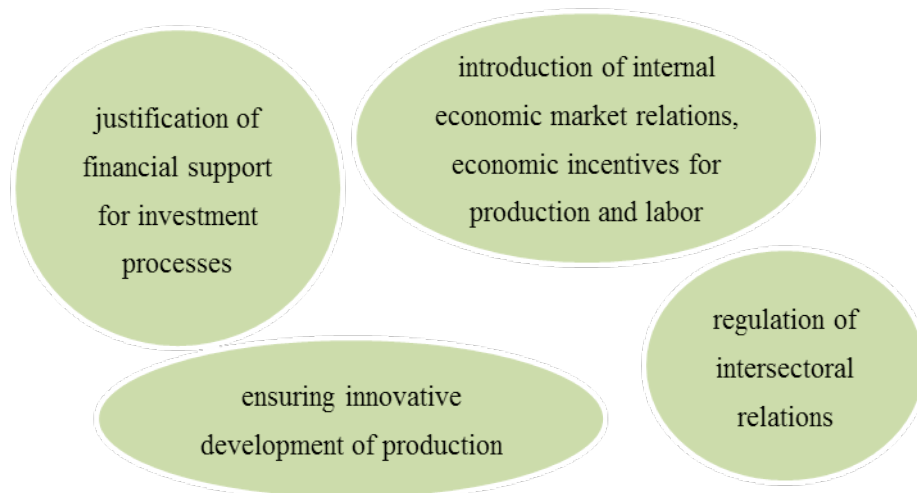 justification of
financial support
for investment
processes
introduction of internal
economic market relations,
economic incentives for
production and labor
regulation of
intersectoral
relations
ensuring innovative
development of production